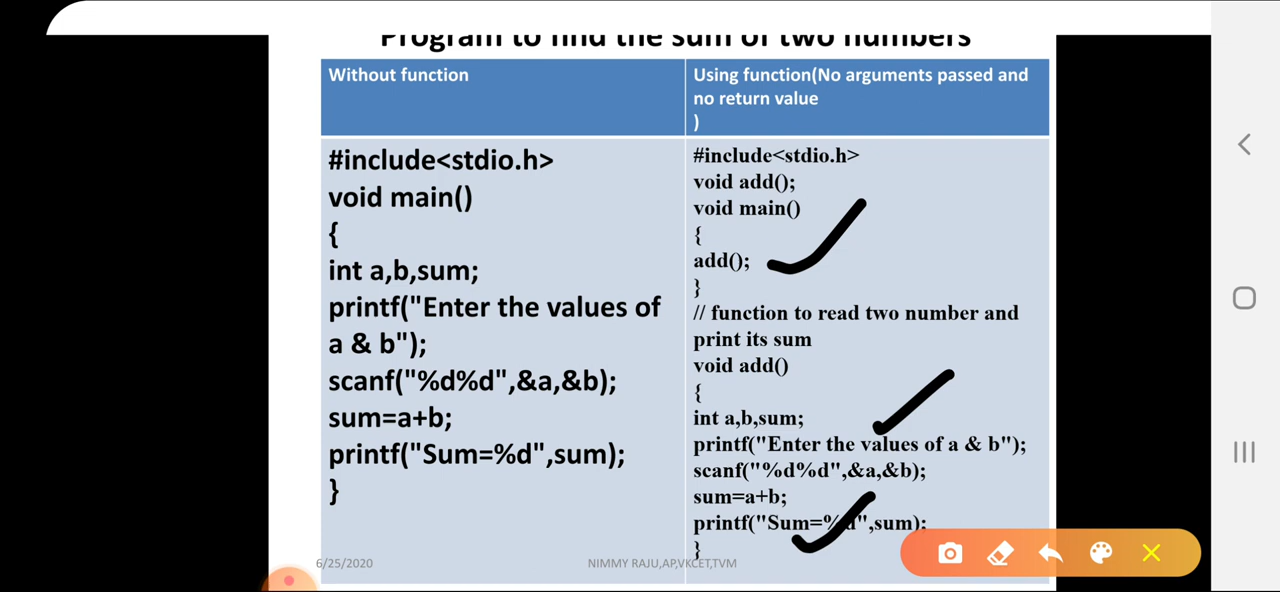 Program to find the sum of two numbers
Without function
Using function(No arguments passed and
no return value
)
#include<stdio.h>
void main()
{
int a,b,sum;
printf("Enter the values of
a & b");
scanf("%d%d",&a,&b);
sum=a+b;
printf("Sum=%d",sum);
}
#include<stdio.h>
void add();
void main()
{
add();
}
// function to read two number and
print its sum
void add()
{
int a,b,sum;
printf("Enter the values of a & b");
scanf("%d%d",&a,&b);
sum=a+b;
printf("Sum=%d",sum);
}
6/25/2020
NIMMY RAJU,AP,VKCET,TVM